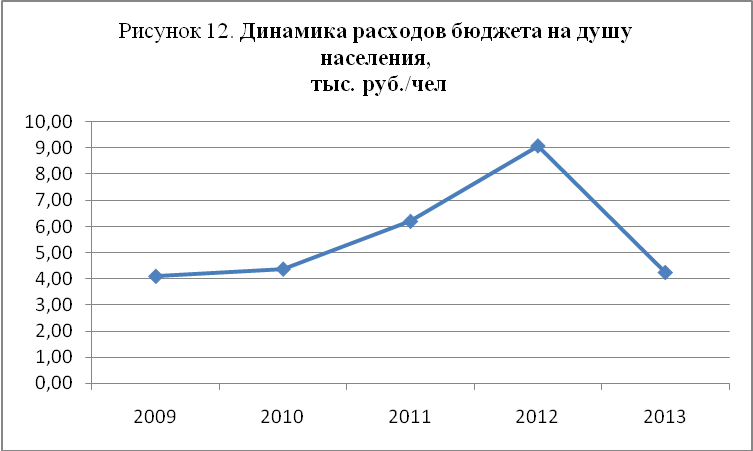 Рисунок 12. Динамика расходов бюджета на душу
населения,
тыс. руб./чел
10,00
9,00
8,00
7,00
6,00
5,00
4,00
3,00
2,00
1,00
0,00
2009 2010 2011 2012 2013